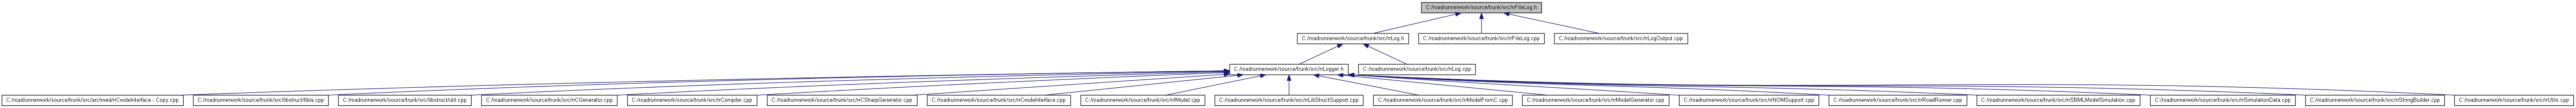 C:/roadrunnerwork/source/trunk/src/rrFileLog.h
C:/roadrunnerwork/source/trunk/src/rrLog.h
C:/roadrunnerwork/source/trunk/src/rrFileLog.cpp
C:/roadrunnerwork/source/trunk/src/rrLogOutput.cpp
C:/roadrunnerwork/source/trunk/src/rrLogger.h
C:/roadrunnerwork/source/trunk/src/rrLog.cpp
C:/roadrunnerwork/source/trunk/src/archived/rrCvodeInterface - Copy.cpp
C:/roadrunnerwork/source/trunk/src/libstruct/libla.cpp
C:/roadrunnerwork/source/trunk/src/libstruct/util.cpp
C:/roadrunnerwork/source/trunk/src/rrCGenerator.cpp
C:/roadrunnerwork/source/trunk/src/rrCompiler.cpp
C:/roadrunnerwork/source/trunk/src/rrCSharpGenerator.cpp
C:/roadrunnerwork/source/trunk/src/rrCvodeInterface.cpp
C:/roadrunnerwork/source/trunk/src/rrIModel.cpp
C:/roadrunnerwork/source/trunk/src/rrLibStructSupport.cpp
C:/roadrunnerwork/source/trunk/src/rrModelFromC.cpp
C:/roadrunnerwork/source/trunk/src/rrModelGenerator.cpp
C:/roadrunnerwork/source/trunk/src/rrNOMSupport.cpp
C:/roadrunnerwork/source/trunk/src/rrRoadRunner.cpp
C:/roadrunnerwork/source/trunk/src/rrSBMLModelSimulation.cpp
C:/roadrunnerwork/source/trunk/src/rrSimulationData.cpp
C:/roadrunnerwork/source/trunk/src/rrStringBuilder.cpp
C:/roadrunnerwork/source/trunk/src/rrUtils.cpp